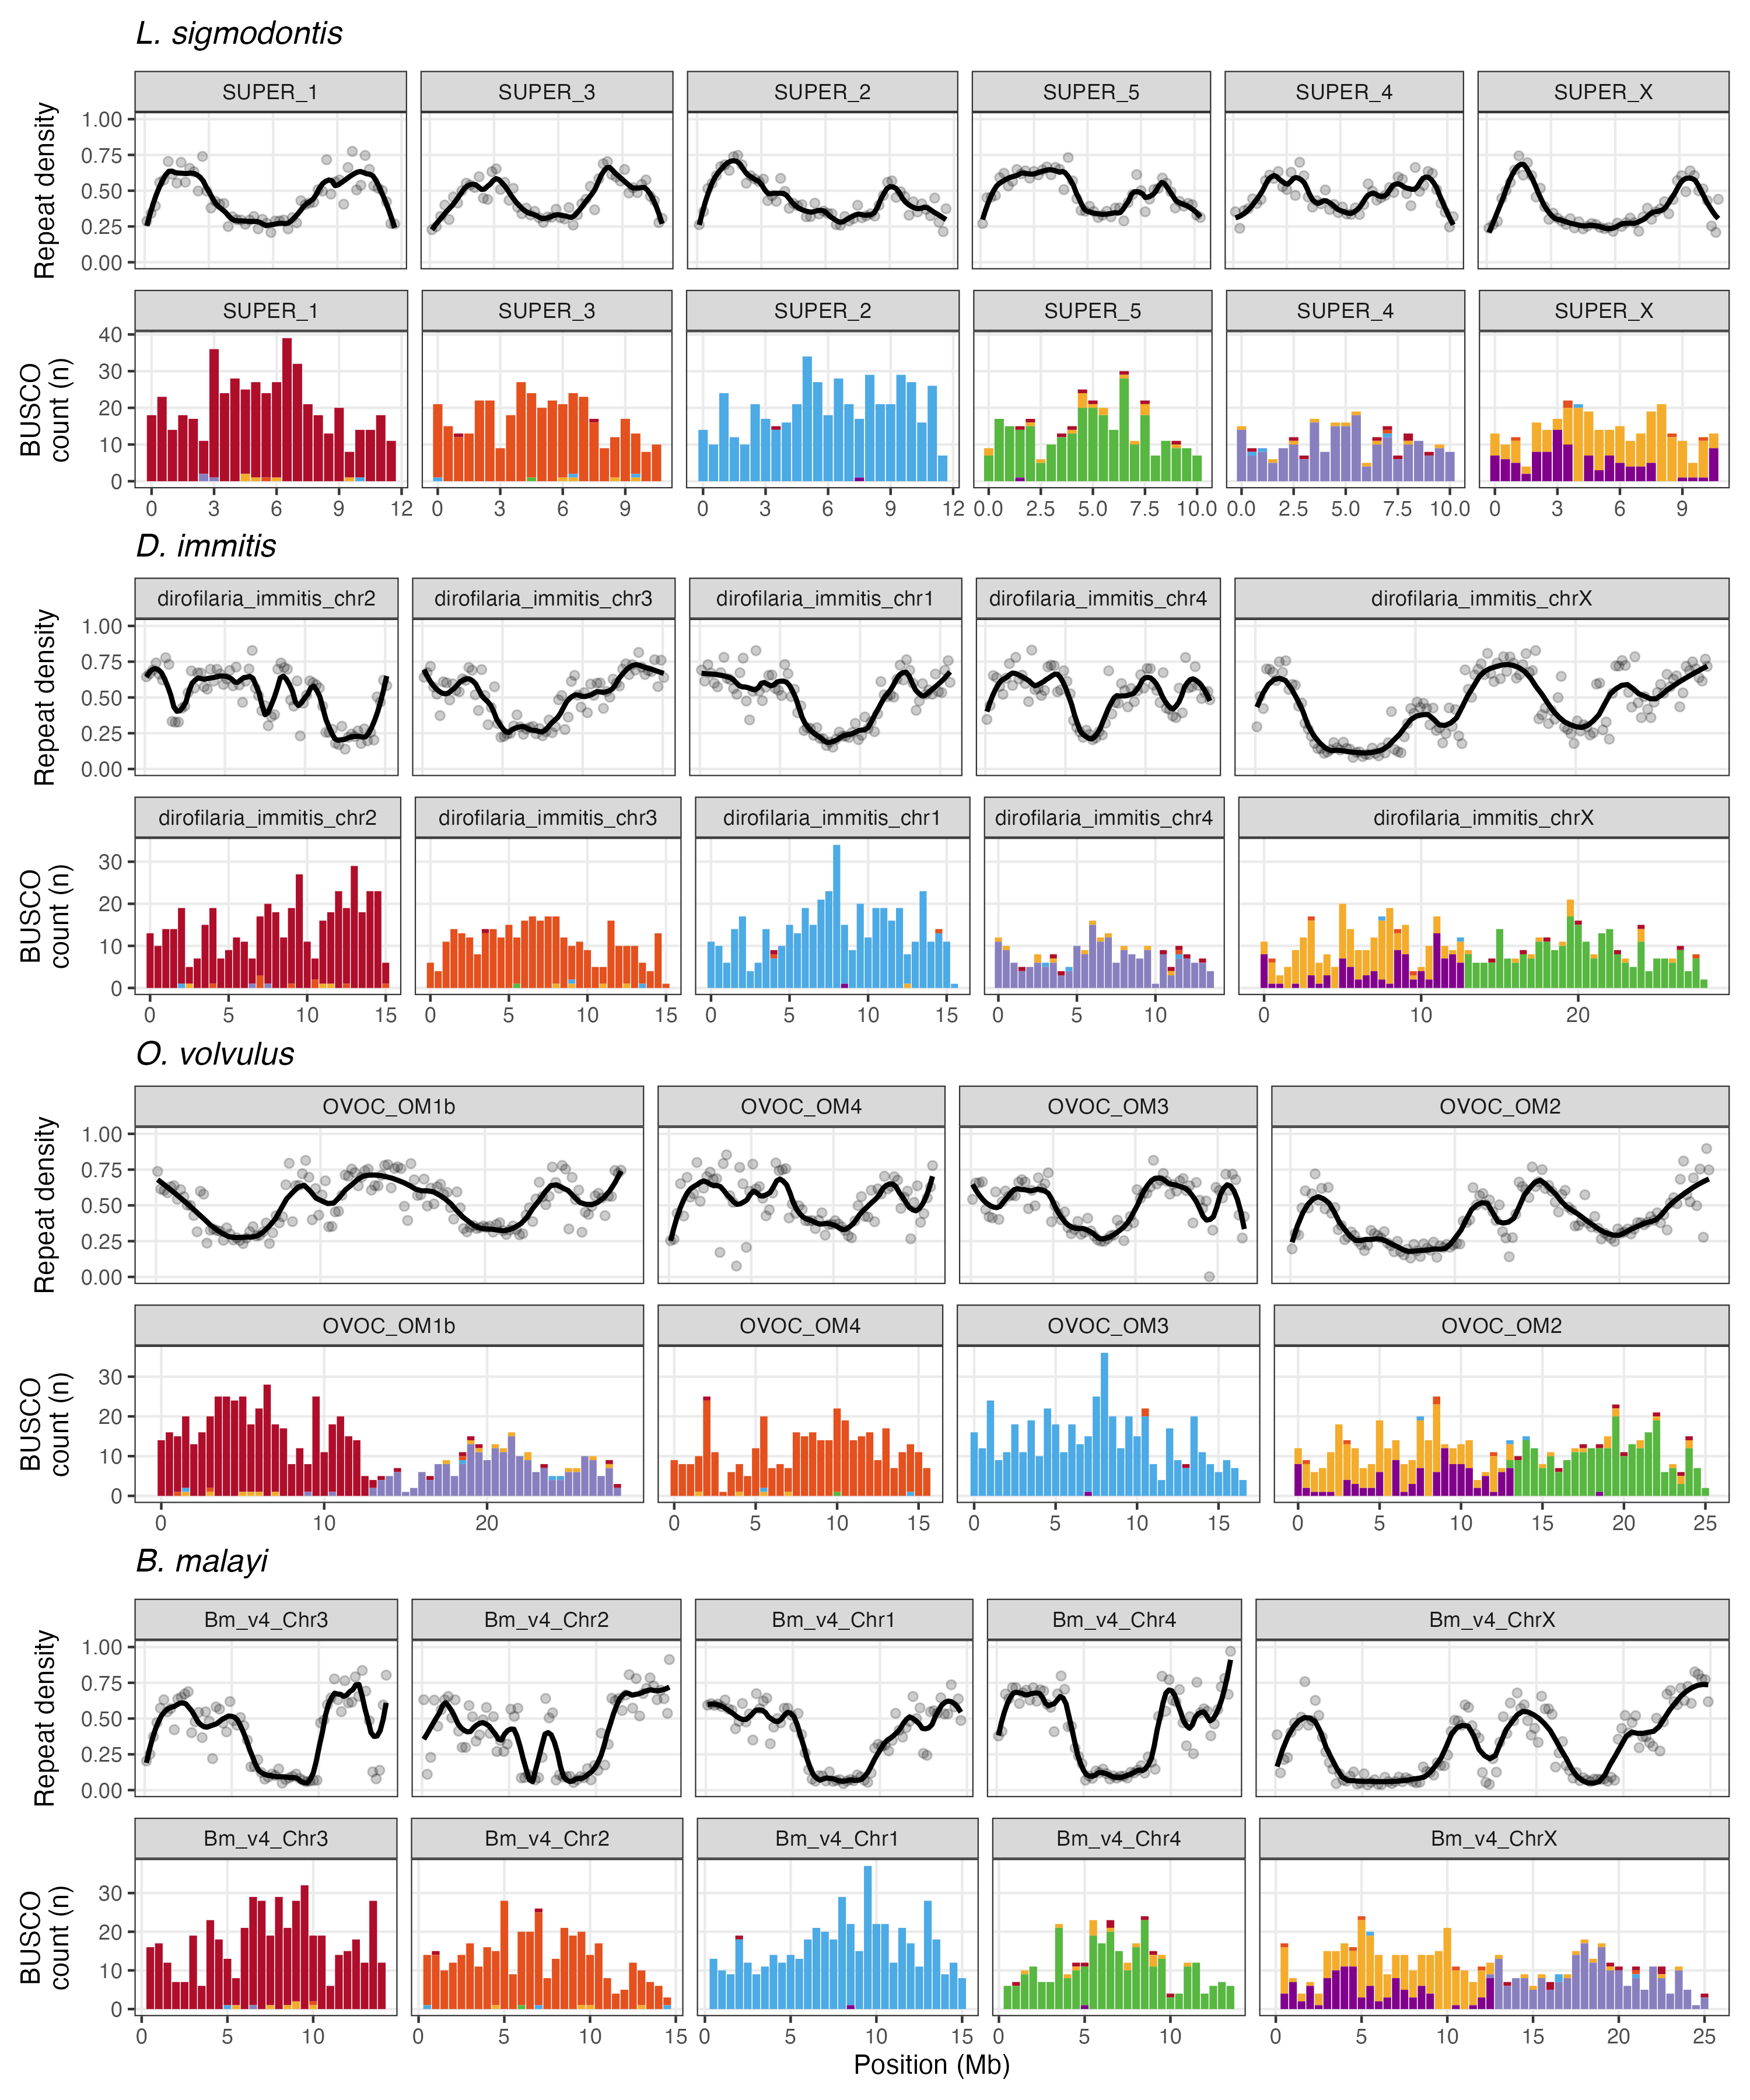 L. sigmodontis
SUPER_1 SUPER_3 SUPER_2 SUPER_5 SUPER_4 SUPER_X
Repeat density
1.00
0.75
0.50
0.25
0.00
SUPER_1 SUPER_3 SUPER_2 SUPER_5 SUPER_4 SUPER_X
BUSCO
count (n)
40
30
20
10
0
0 3 6 9 12 0 3 6 9 0 3 6 9 12 0.0 2.5 5.0 7.5 10.0 0.0 2.5 5.0 7.5 10.0 0 3 6 9
D. immitis
dirofilaria_immitis_chr2 dirofilaria_immitis_chr3 dirofilaria_immitis_chr1 dirofilaria_immitis_chr4 dirofilaria_immitis_chrX
Repeat density
1.00
0.75
0.50
0.25
0.00
dirofilaria_immitis_chr2 dirofilaria_immitis_chr3 dirofilaria_immitis_chr1 dirofilaria_immitis_chr4 dirofilaria_immitis_chrX
BUSCO
count (n)
30
20
10
0
0 5 10 15 0 5 10 15 0 5 10 15 0 5 10 0 10 20
O. volvulus
OVOC_OM1b OVOC_OM4 OVOC_OM3 OVOC_OM2
Repeat density
1.00
0.75
0.50
0.25
0.00
OVOC_OM1b OVOC_OM4 OVOC_OM3 OVOC_OM2
BUSCO
count (n)
30
20
10
0
0 10 20 0 5 10 15 0 5 10 15 0 5 10 15 20 25
B. malayi
Bm_v4_Chr3 Bm_v4_Chr2 Bm_v4_Chr1 Bm_v4_Chr4 Bm_v4_ChrX
Repeat density
1.00
0.75
0.50
0.25
0.00
Bm_v4_Chr3 Bm_v4_Chr2 Bm_v4_Chr1 Bm_v4_Chr4 Bm_v4_ChrX
BUSCO
count (n)
30
20
10
0
0 5 10 0 5 10 15 0 5 10 15 0 5 10 0 5 10 15 20 25
Position (Mb)